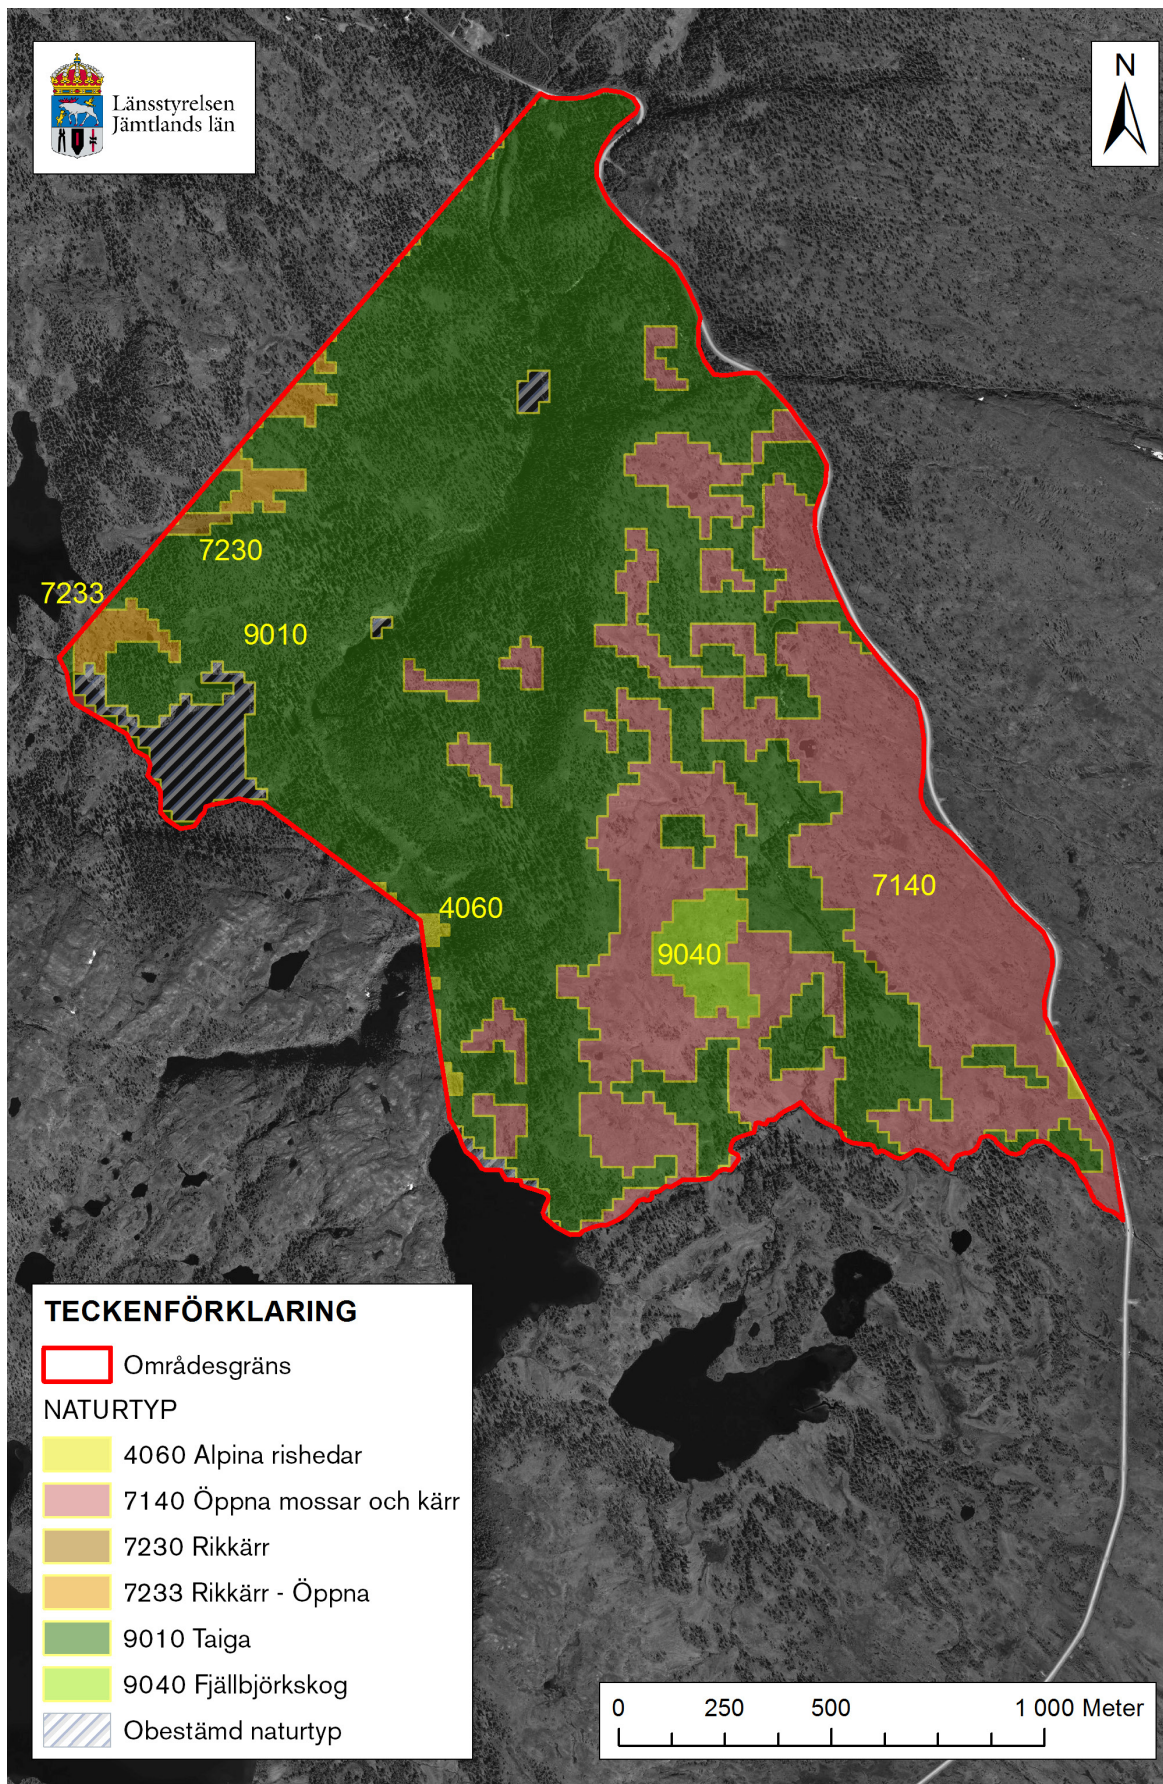 Länsstyrelsen
Jämtlands län
N
7230
7233
9010
4060
7140
9040
TECKENFÖRKLARING
Områdesgräns
NATURTYP
4060 Alpina rishedar
7140 Öppna mossar och kärr
7230 Rikkärr
7233 Rikkärr - Öppna
9010 Taiga
9040 Fjällbjörkskog
Obestämd naturtyp
0 250 500 1 000 Meter